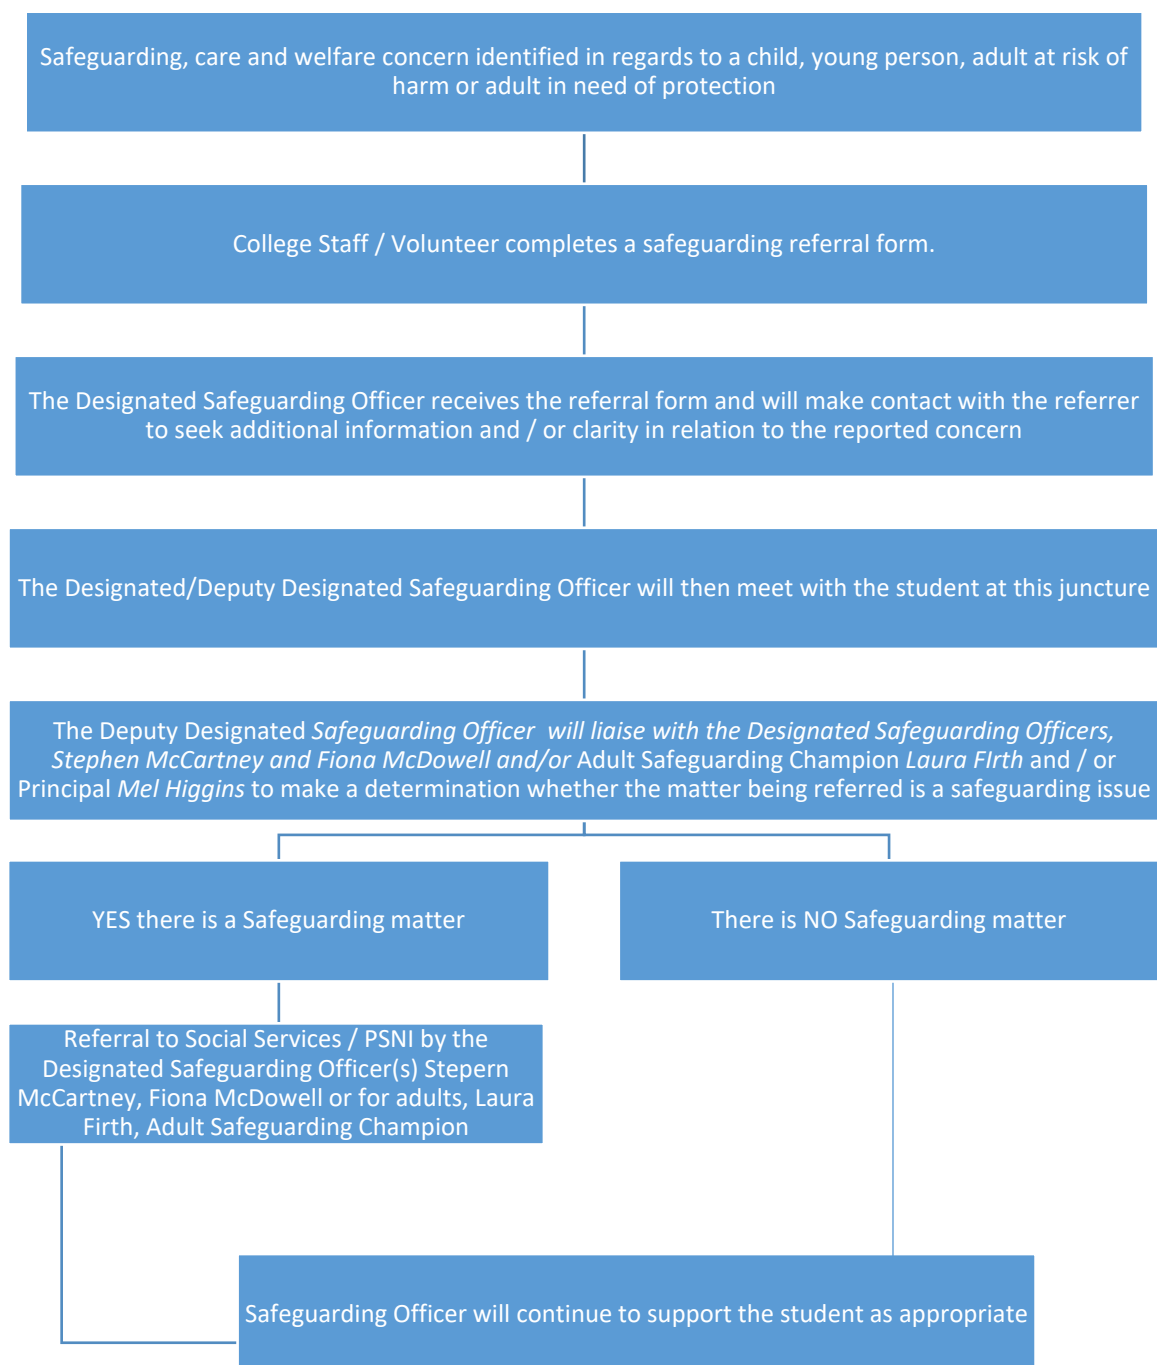 Safeguarding, care and welfare concern identified in regards to a child, young person, adult at risk of
harm or adult in need of protection
College Staff / Volunteer completes a safeguarding referral form.
The Designated Safeguarding Officer receives the referral form and will make contact with the referrer
to seek additional information and / or clarity in relation to the reported concern
The Designated/Deputy Designated Safeguarding Officer will then meet with the student at this juncture
The Deputy Designated Safeguarding Officer will liaise with the Designated Safeguarding Officers,
Stephen McCartney and Fiona McDowell and/or Adult Safeguarding Champion Laura FIrth and / or
Principal Mel Higgins to make a determination whether the matter being referred is a safeguarding issue
YES there is a Safeguarding matter
There is NO Safeguarding matter
Referral to Social Services / PSNI by the
Designated Safeguarding Officer(s) Stepern
McCartney, Fiona McDowell or for adults, Laura
Firth, Adult Safeguarding Champion
Safeguarding Officer will continue to support the student as appropriate